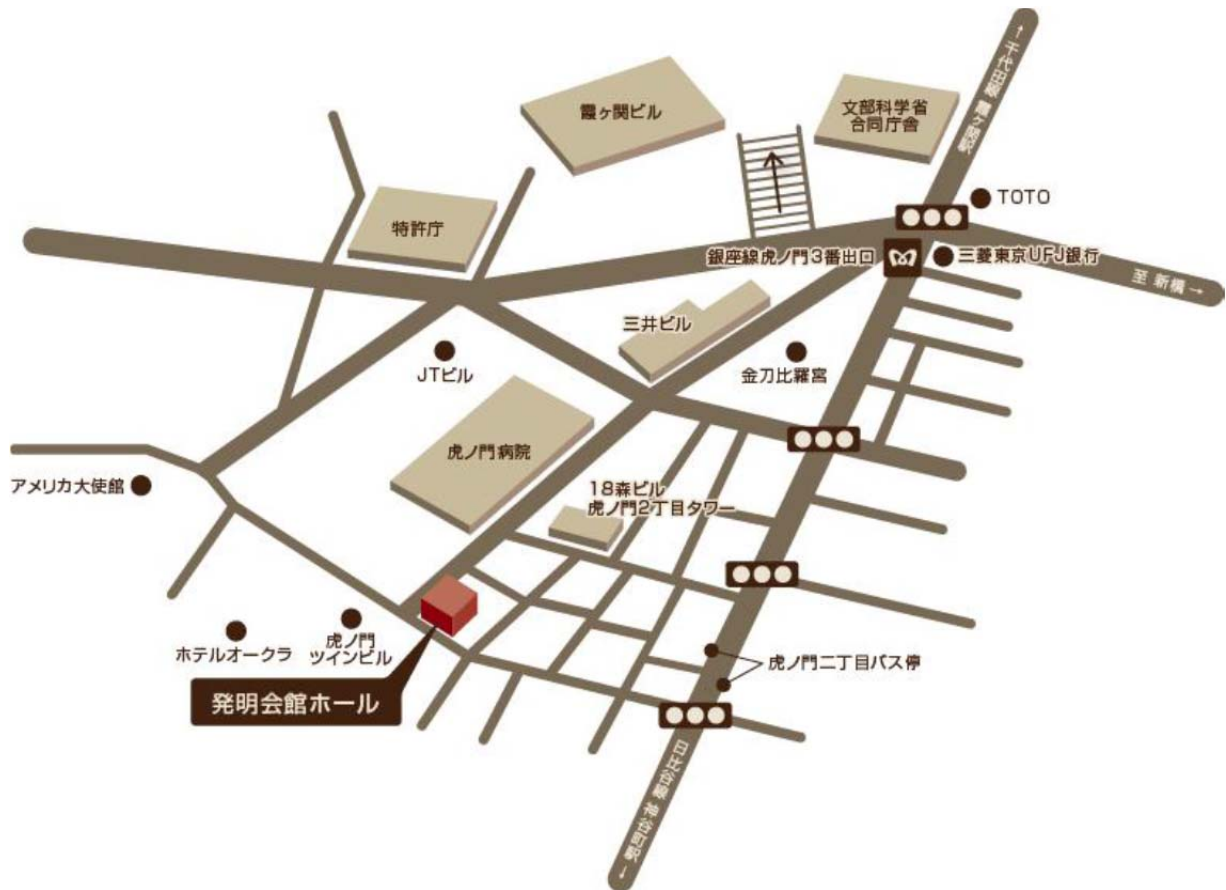 霞ヶ関ビル
文部科学省
合同庁舎
←千代田線 霞ヶ関駅
TOTO
特許庁
銀座線虎ノ門3番出口
三菱東京UFJ銀行
至 新橋→
三井ビル
JTビル
金刀比羅宮
虎ノ門病院
アメリカ大使館
18森ビル
虎ノ門2丁目タワー
ホテルオークラ
虎ノ門
ツインビル
虎ノ門二丁目バス停
発明会館ホール
日比谷線 神谷町駅→